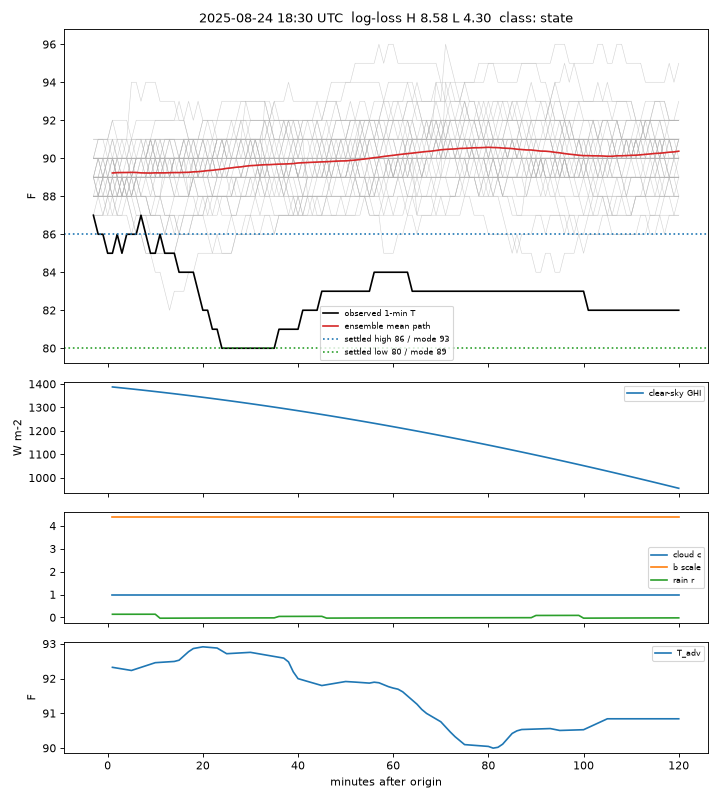 2025-08-24 18:30 UTC  log-loss H 8.58 L 4.30  class: state
96
94
92
90
88
86
84
82
80
F
observed 1-min T
ensemble mean path
settled high 86 / mode 93
settled low 80 / mode 89
1400
1300
1200
1100
1000
W m-2
clear-sky GHI
4
3
2
1
0
cloud c
b scale
rain r
93
92
91
90
F
T_adv
0 20 40 60 80 100 120
minutes after origin